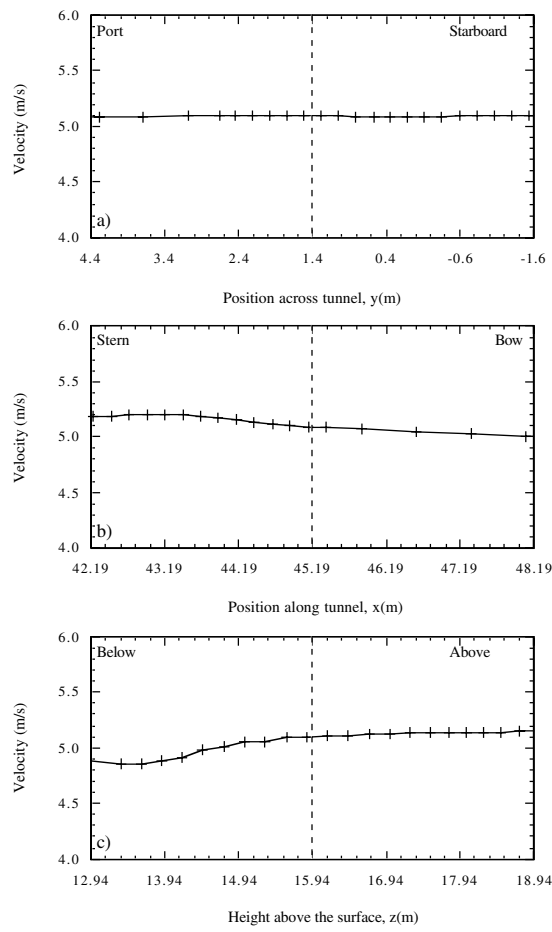 6.0
Port Starboard
5.5
Velocity (m/s)
5.0
4.5
a)
4.0
4.4 3.4 2.4 1.4 0.4 -0.6 -1.6
Position across tunnel, y(m)
6.0
Stern Bow
5.5
Velocity (m/s)
5.0
4.5
b)
4.0
42.19 43.19 44.19 45.19 46.19 47.19 48.19
Position along tunnel, x(m)
6.0
Below Above
5.5
Velocity (m/s)
5.0
4.5
c)
4.0
12.94 13.94 14.94 15.94 16.94 17.94 18.94
Height above the surface, z(m)